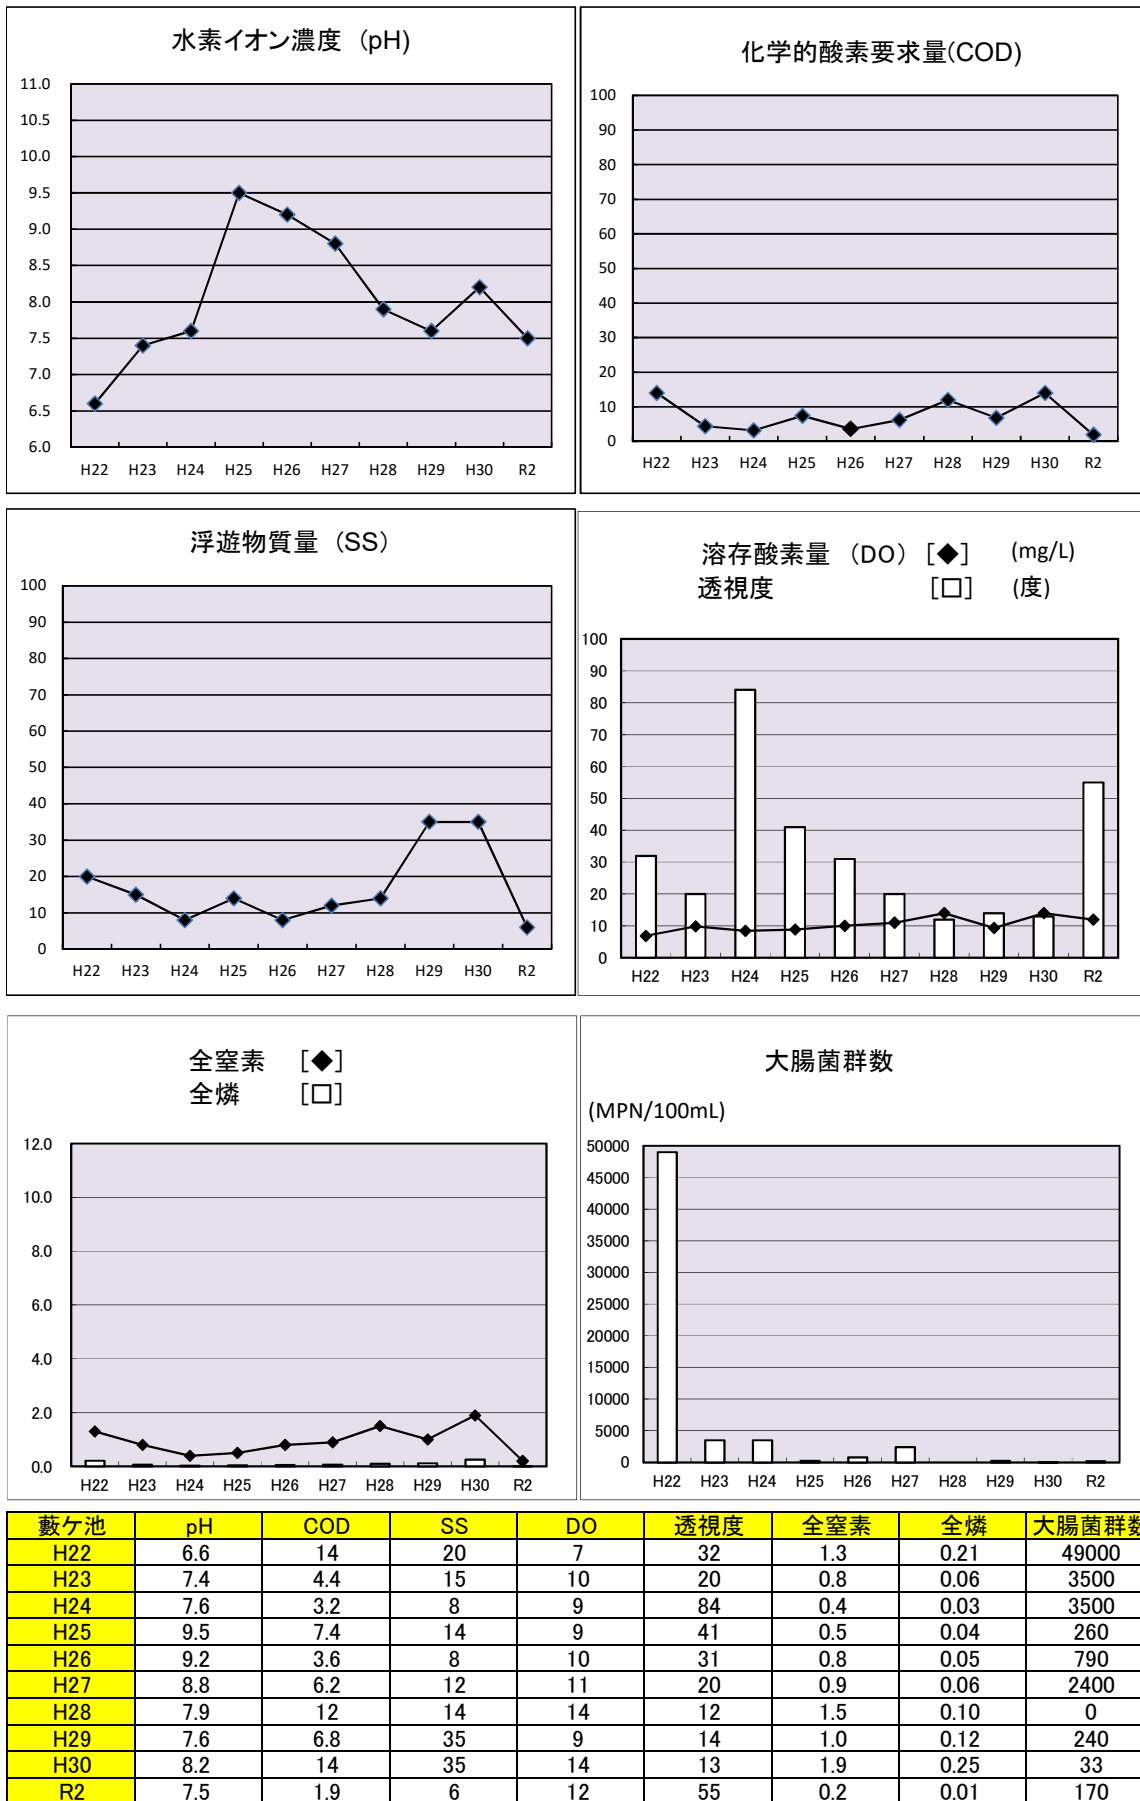 水素イオン濃度 (pH)
11.0
10.5
10.0
9.5
9.0
8.5
8.0
7.5
7.0
6.5
6.0
H22 H23 H24 H25 H26 H27 H28 H29 H30 R2
化学的酸素要求量(COD)
100
90
80
70
60
50
40
30
20
10
0
H22 H23 H24 H25 H26 H27 H28 H29 H30 R2
浮遊物質量 (SS)
100
90
80
70
60
50
40
30
20
10
0
H22 H23 H24 H25 H26 H27 H28 H29 H30 R2
溶存酸素量 (DO) [◆] (mg/L)
透視度 [□] (度)
100
90
80
70
60
50
40
30
20
10
0
H22 H23 H24 H25 H26 H27 H28 H29 H30 R2
全窒素 [◆]
全燐 [□]
12.0
10.0
8.0
6.0
4.0
2.0
0.0
H22 H23 H24 H25 H26 H27 H28 H29 H30 R2
大腸菌群数
(MPN/100mL)
50000
45000
40000
35000
30000
25000
20000
15000
10000
5000
0
H22 H23 H24 H25 H26 H27 H28 H29 H30 R2
藪ケ池 pH COD SS DO 透視度 全窒素 全燐 大腸菌群数
H22 6.6 14 20 7 32 1.3 0.21 49000
H23 7.4 4.4 15 10 20 0.8 0.06 3500
H24 7.6 3.2 8 9 84 0.4 0.03 3500
H25 9.5 7.4 14 9 41 0.5 0.04 260
H26 9.2 3.6 8 10 31 0.8 0.05 790
H27 8.8 6.2 12 11 20 0.9 0.06 2400
H28 7.9 12 14 14 12 1.5 0.10 0
H29 7.6 6.8 35 9 14 1.0 0.12 240
H30 8.2 14 35 14 13 1.9 0.25 33
R2 7.5 1.9 6 12 55 0.2 0.01 170